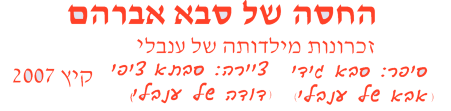 החסה של סבא אברהם
זכרונות מילדותה של ענבלי
סיפר: סבא גידי ציירה: סבתא ציפי קיץ 2007
(אבא של ענבלי) (דודה של ענבלי)